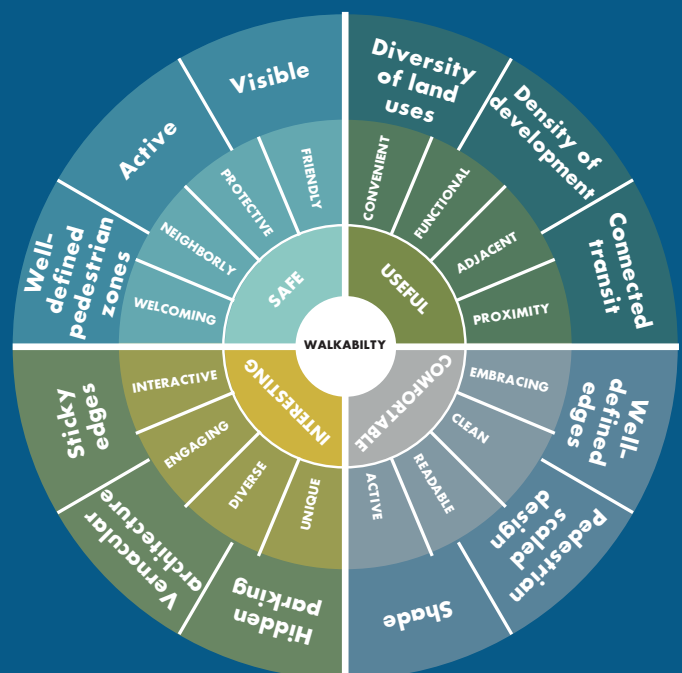 WALKABILTY
SAFE
USEFUL
COMFORTABLE
INTERESTING
WELCOMING
NEIGHBORLY
PROTECTIVE
FRIENDLY
CONVENIENT
FUNCTIONAL
ADJACENT
PROXIMITY
EMBRACING
CLEAN
READABLE
ACTIVE
UNIQUE
DIVERSE
ENGAGING
INTERACTIVE
Well-
defined
pedestrian
zones
Active
Visible
Diversity
of land
uses
Density of
development
Connected
transit
Well-
defined
edges
Pedestrian
scaled
design
Shade
Hidden
parking
Vernacular
architecture
Sticky
edges